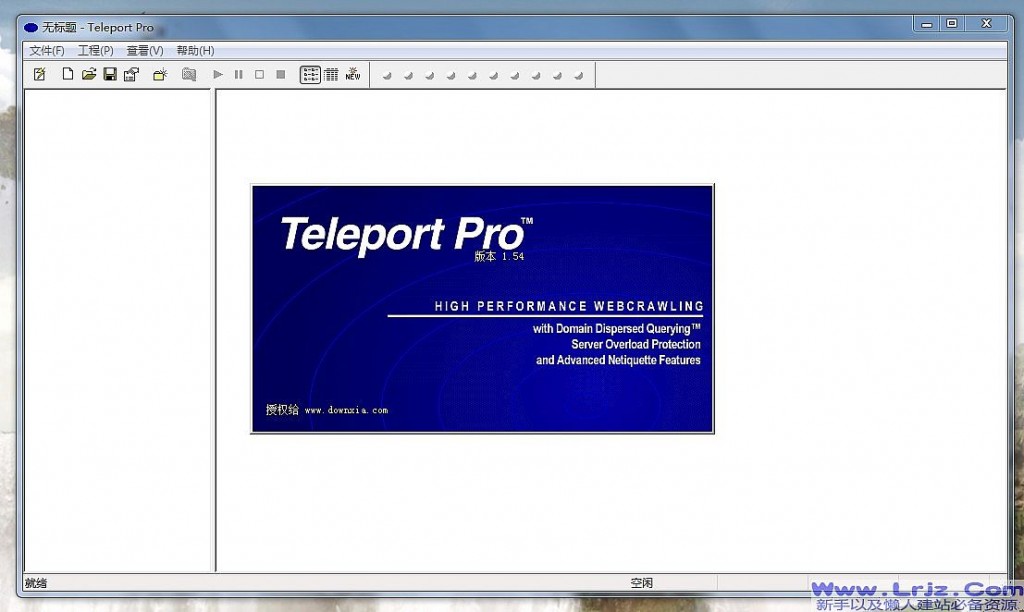 无标题 - Teleport Pro
文件(F) 工程(P) 查看(V) 帮助(H)
NEW
Teleport Pro™
版本 1.54
HIGH PERFORMANCE WEBCRAWLING
with Domain Dispersed Querying™
Server Overload Protection
and Advanced Netiquette Features
授权给 www.downxia.com
就绪 空闲
Www.Lrjz.Com
新手以及懒人建站必备资源